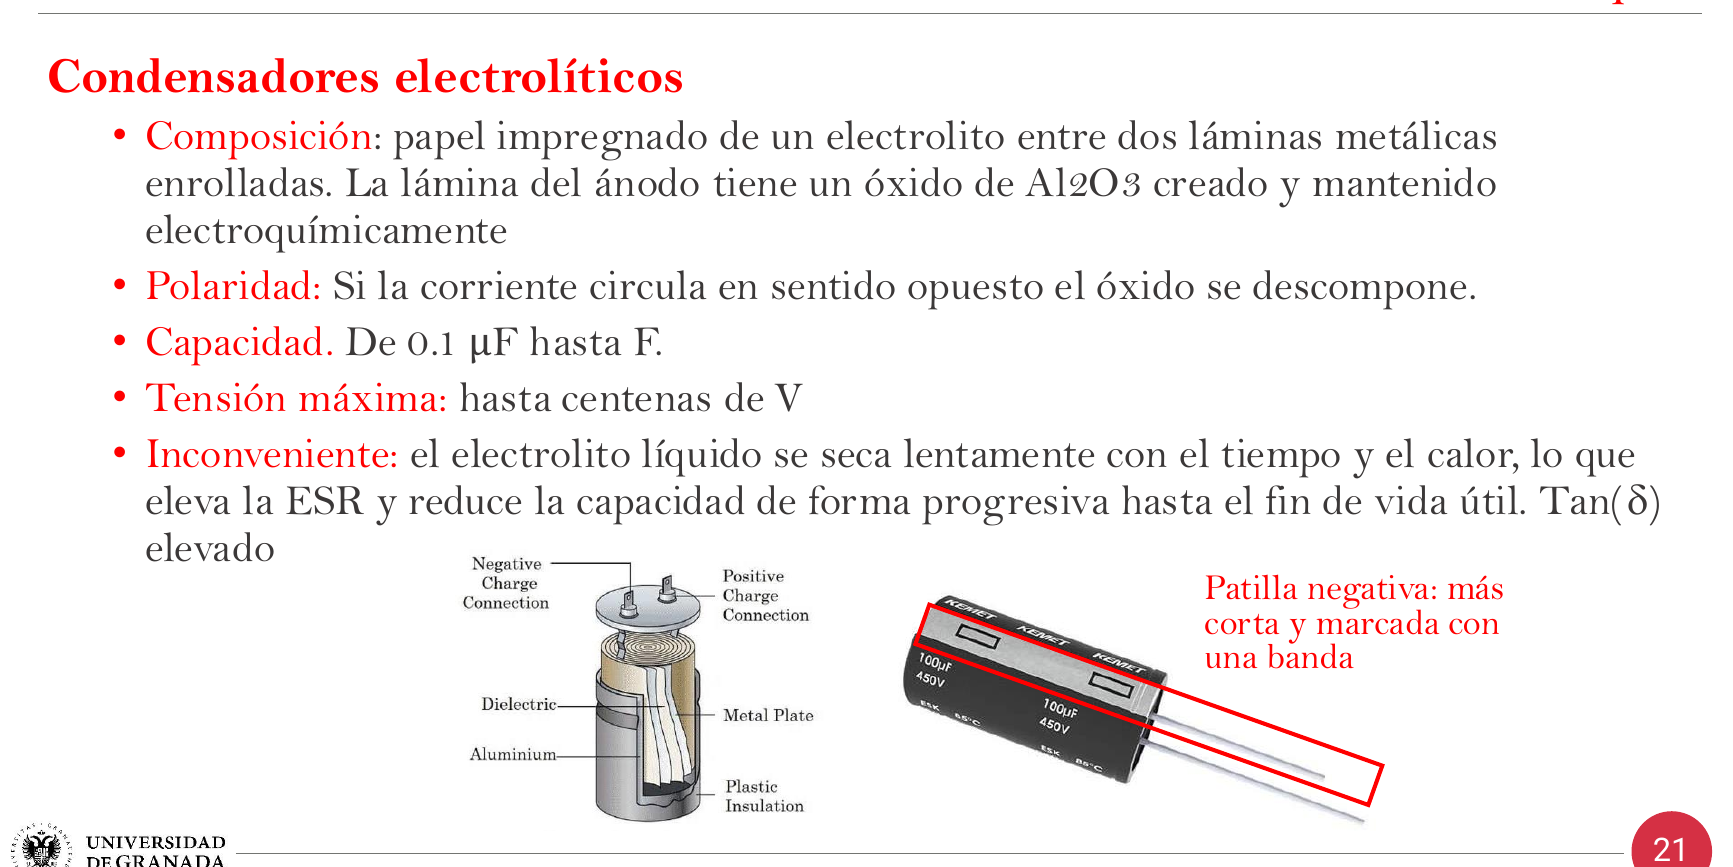 Condensadores electrolíticos
• Composición: papel impregnado de un electrolito entre dos láminas metálicas
enrolladas. La lámina del ánodo tiene un óxido de Al2O3 creado y mantenido
electroquímicamente
• Polaridad: Si la corriente circula en sentido opuesto el óxido se descompone.
• Capacidad. De 0.1 µF hasta F.
• Tensión máxima: hasta centenas de V
• Inconveniente: el electrolito líquido se seca lentamente con el tiempo y el calor, lo que
eleva la ESR y reduce la capacidad de forma progresiva hasta el fin de vida útil. Tan(δ)
elevado
Negative
Charge
Connection
Positive
Charge
Connection
Dielectric
Metal Plate
Aluminium
Plastic
Insulation
KEMET
KEMET
KEMET
100µF
450V
100µF
450V
ESK 85°C
ESK 85°C
Patilla negativa: más
corta y marcada con
una banda
UNIVERSIDAD
DE GRANADA
21